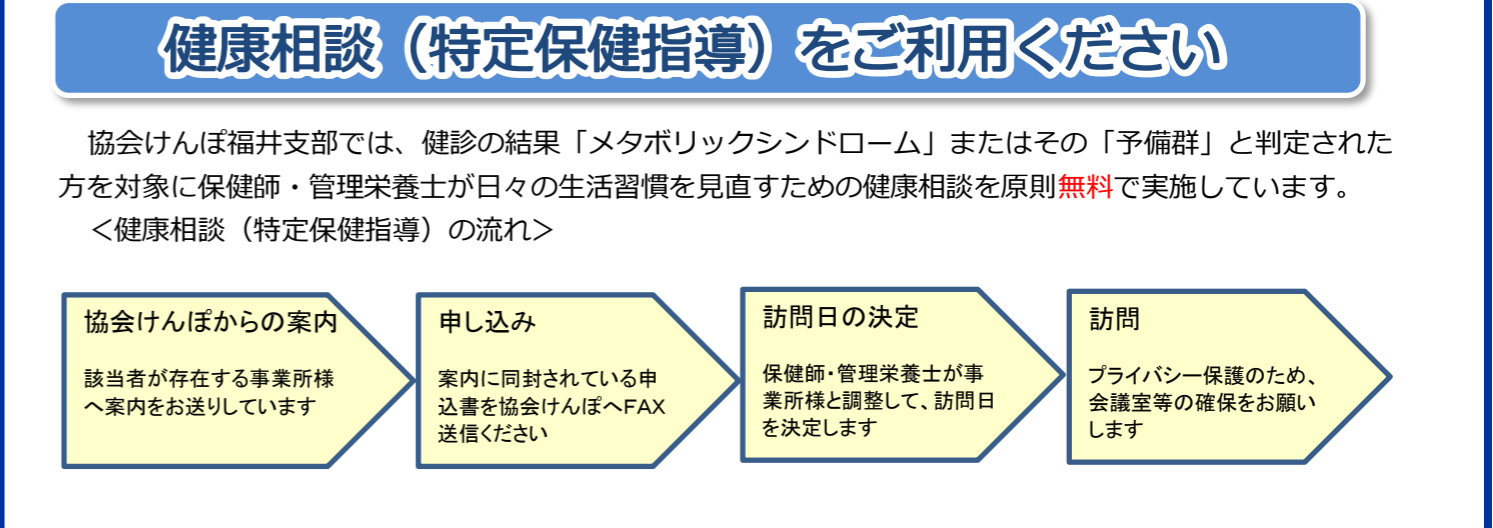 健康相談（特定保健指導）をご利用ください
協会けんぽ福井支部では、健診の結果「メタボリックシンドローム」またはその「予備群」と判定された
方を対象に保健師・管理栄養士が日々の生活習慣を見直すための健康相談を原則無料で実施しています。
＜健康相談（特定保健指導）の流れ＞
協会けんぽからの案内
該当者が存在する事業所様
へ案内をお送りしています
申し込み
案内に同封されている申
込書を協会けんぽへFAX
送信ください
訪問日の決定
保健師・管理栄養士が事
業所様と調整して、訪問日
を決定します
訪問
プライバシー保護のため、
会議室等の確保をお願い
します